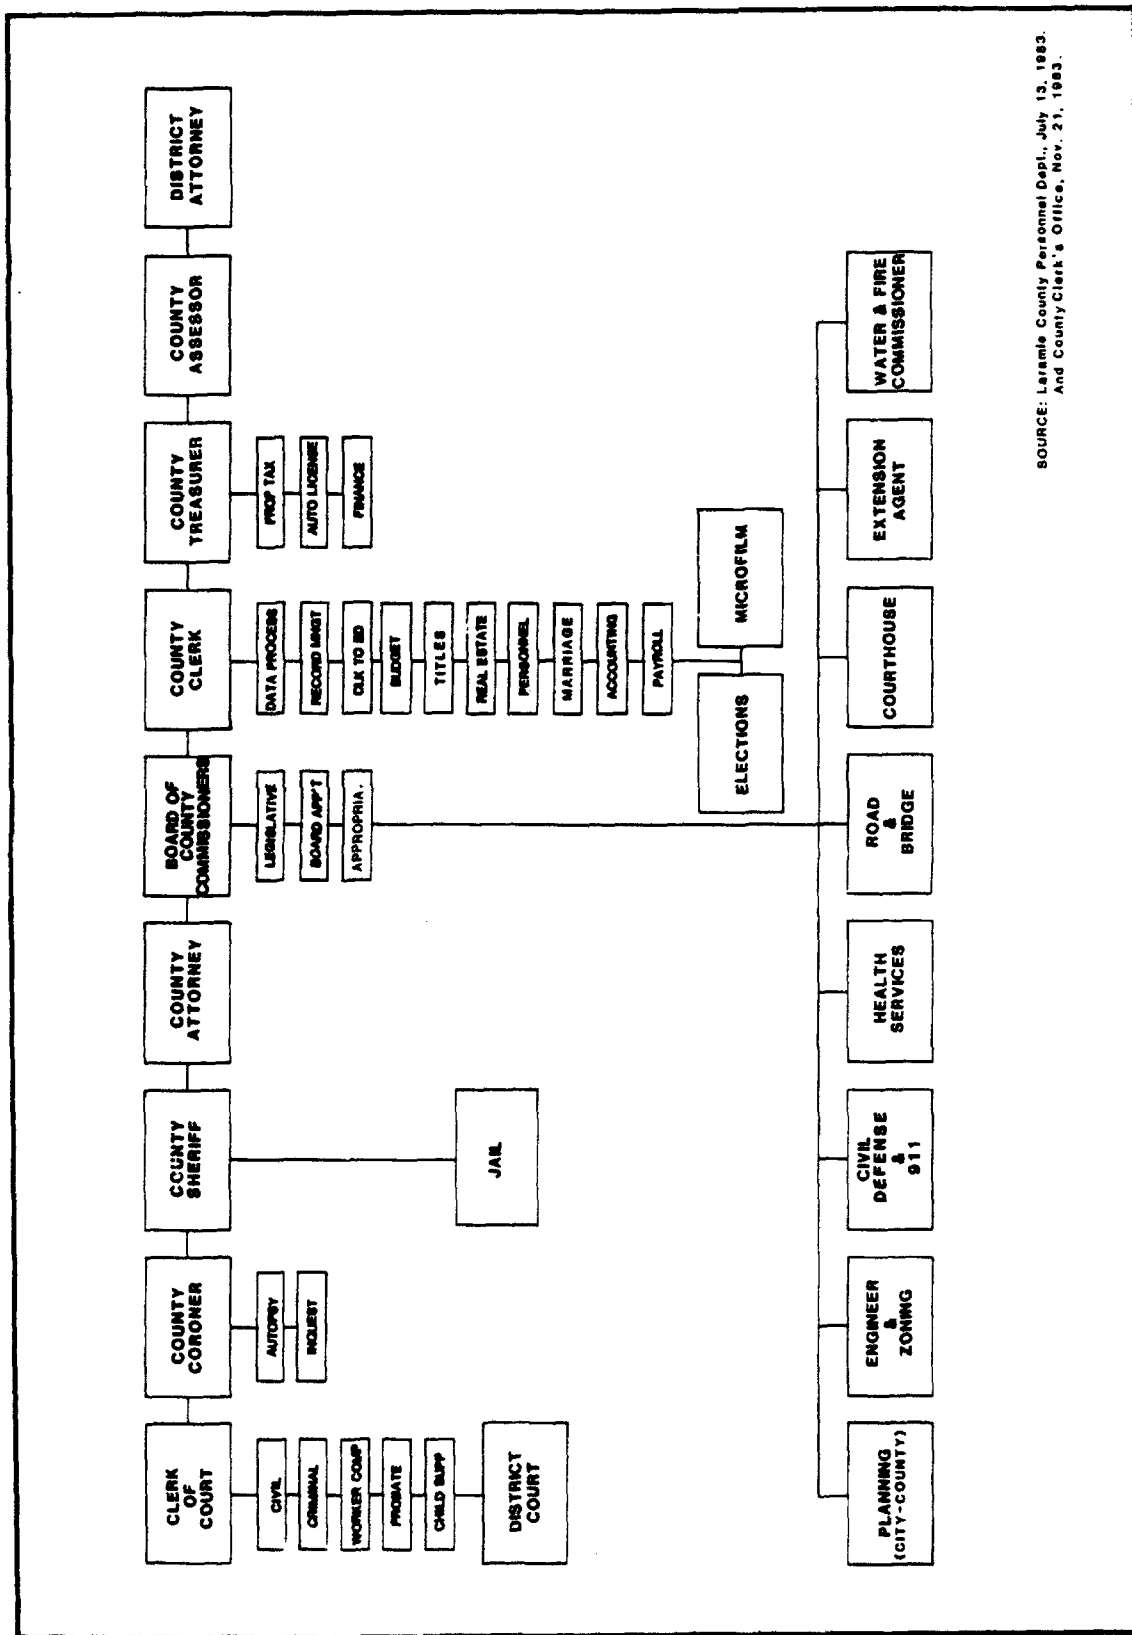 CLERK
OF
COURT
COUNTY
CORONER
COUNTY
SHERIFF
COUNTY
ATTORNEY
BOARD OF
COUNTY
COMMISSIONERS
COUNTY
CLERK
COUNTY
TREASURER
COUNTY
ASSESSOR
DISTRICT
ATTORNEY
CIVIL
CRIMINAL
WORKER COMP
PROBATE
CHILD SUPP
DISTRICT
COURT
AUTOPSY
INQUEST
JAIL
LEGISLATIVE
BOARD APP'T
APPROPRIA.
DATA PROCESS
RECORD MNGT
CLK TO BD
BUDGET
TITLES
REAL ESTATE
PERSONNEL
MARRIAGE
ACCOUNTING
PAYROLL
ELECTIONS
MICROFILM
PROP TAX
AUTO LICENSE
FINANCE
PLANNING
(CITY-COUNTY)
ENGINEER
&
ZONING
CIVIL
DEFENSE
&
911
HEALTH
SERVICES
ROAD
&
BRIDGE
COURTHOUSE
EXTENSION
AGENT
WATER & FIRE
COMMISSIONER
SOURCE: Laramie County Personnel Dept., July 13, 1983.
And County Clerk's Office, Nov. 21, 1983.